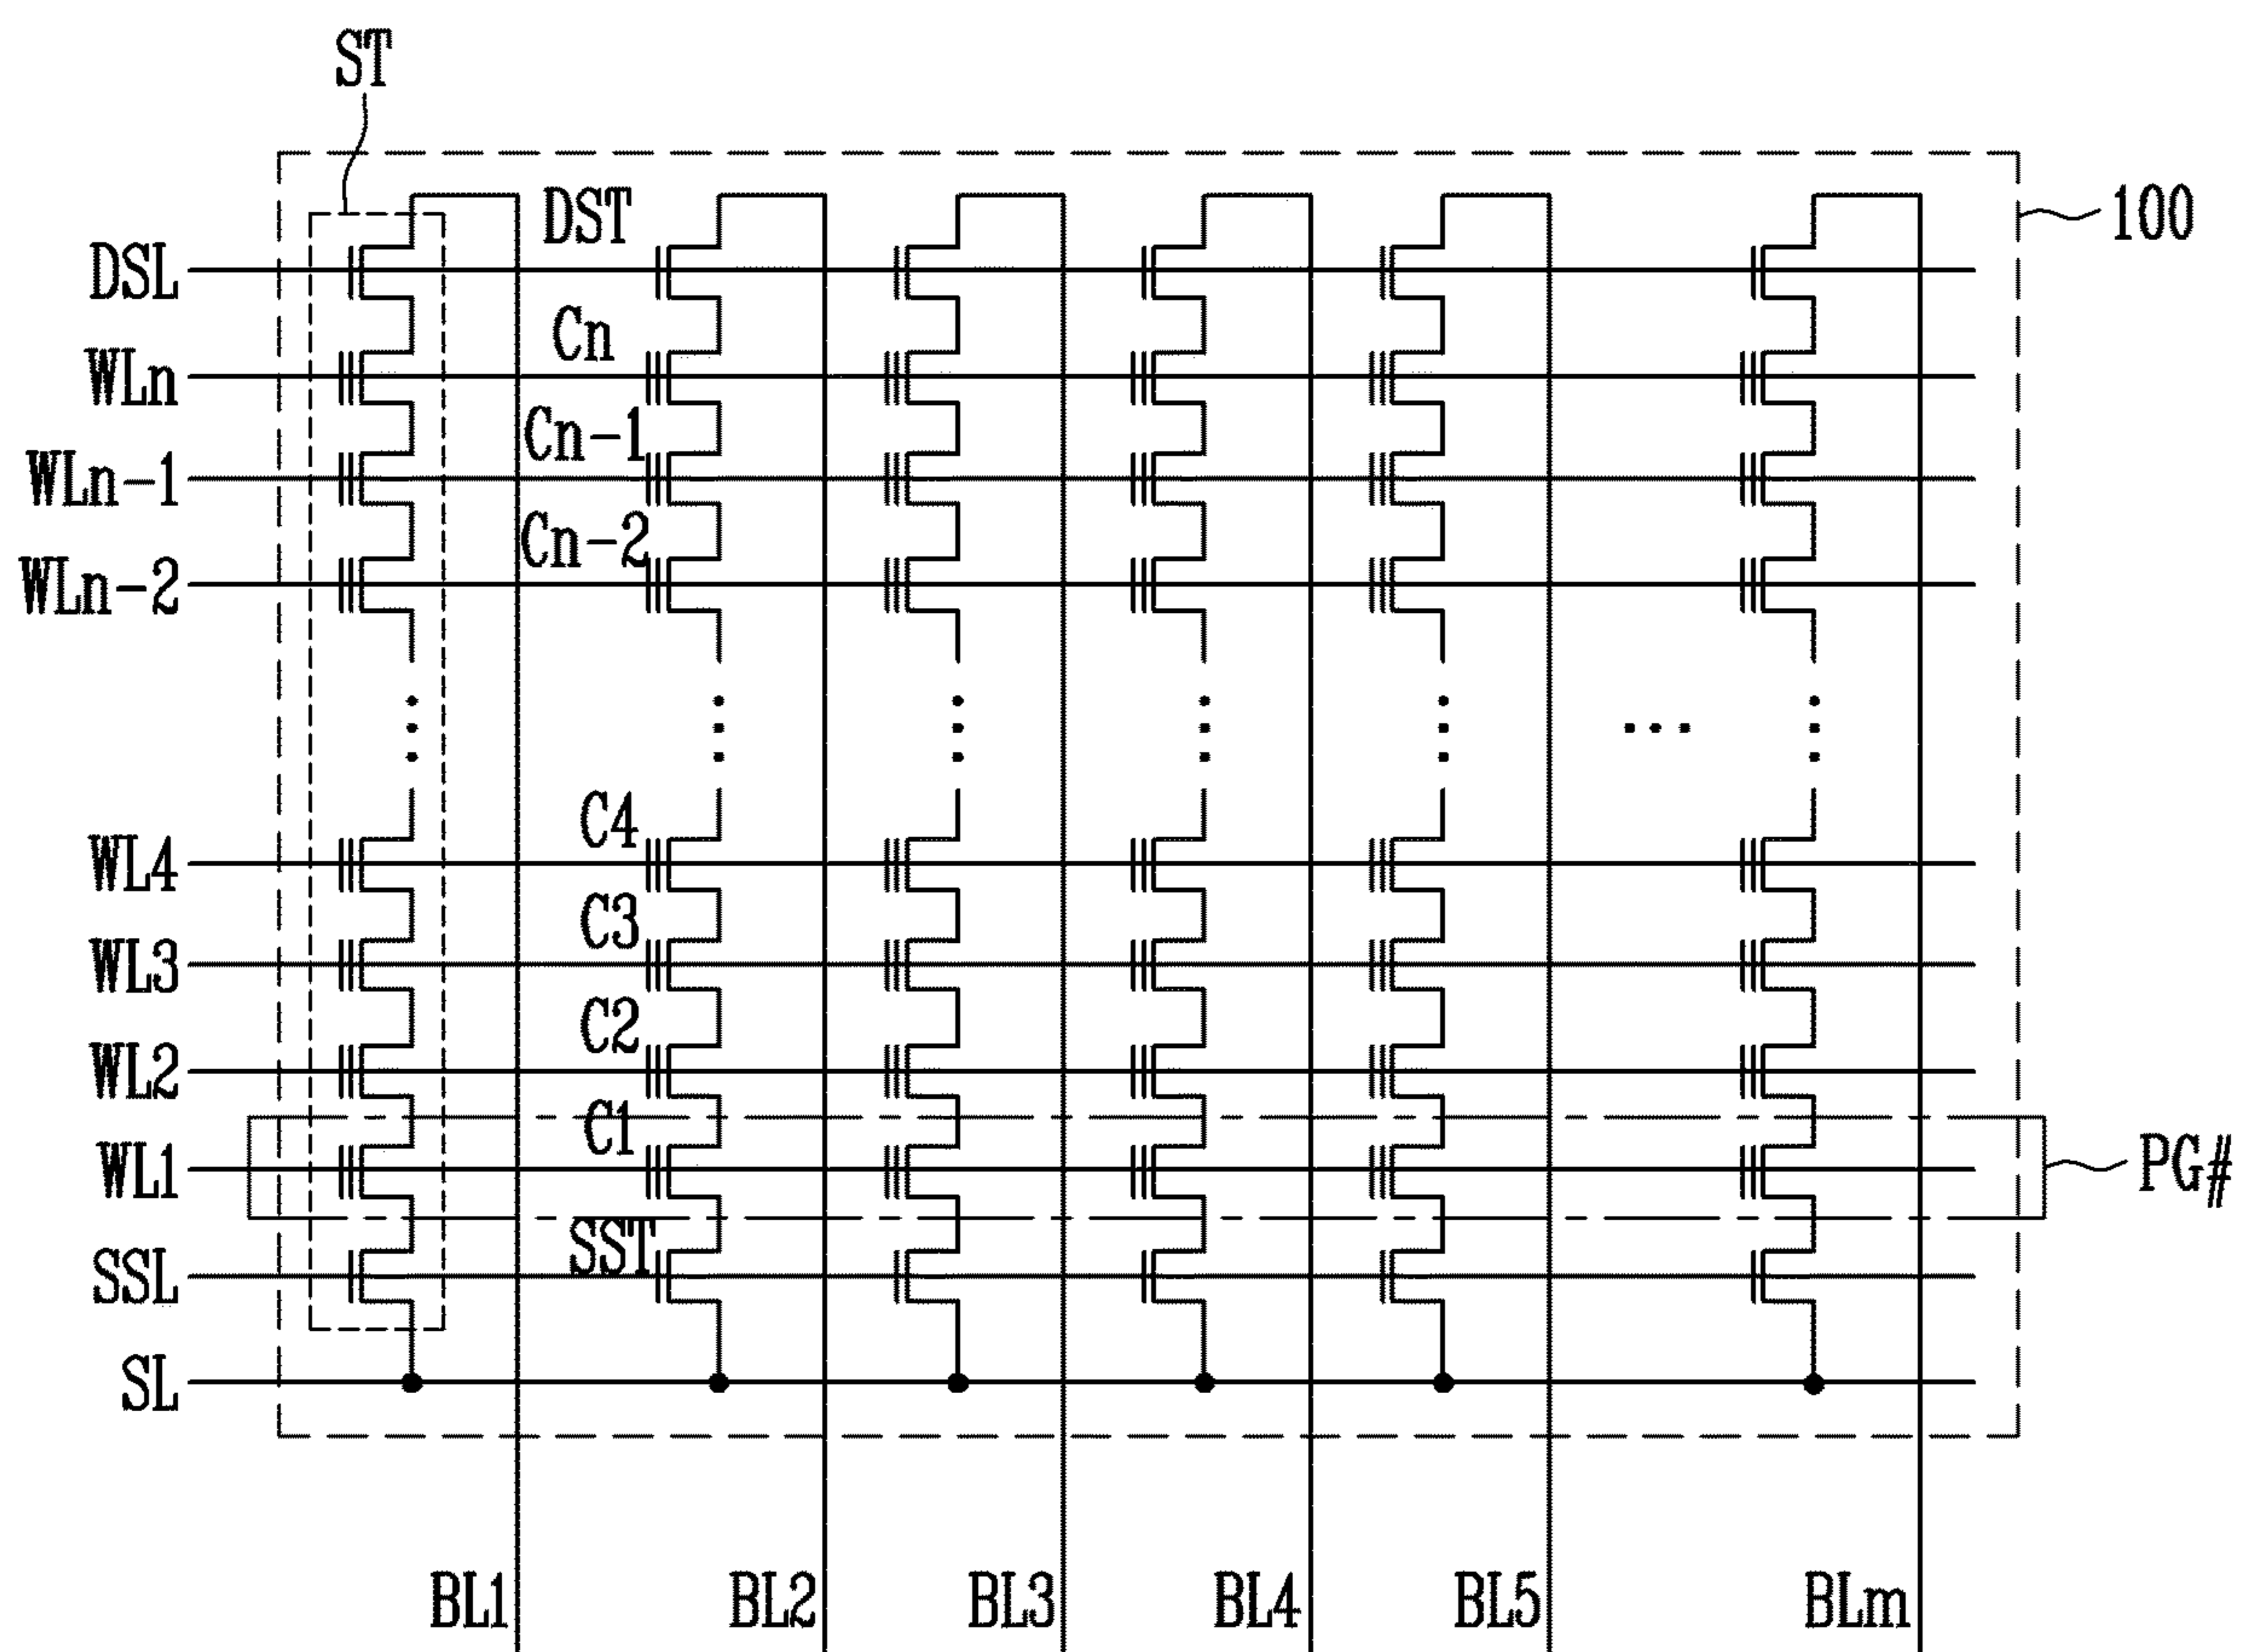 ST
100
DST
DSL
Cn
WLn
Cn-1
WLn-1
Cn-2
WLn-2
C4
WL4
C3
WL3
C2
WL2
C1
WL1
PG#
SST
SSL
SL
BL1 BL2 BL3 BL4 BL5 BLm